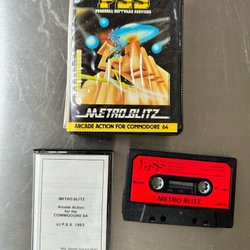 PSS
PERSONAL SOFTWARE SERVICES
METRO.BLITZ
ARCADE ACTION FOR COMMODORE 64
METRO-BLITZ
Arcade Action
for the
COMMODORE 64
(c) P.S.S. 1983
METRO-BLITZ